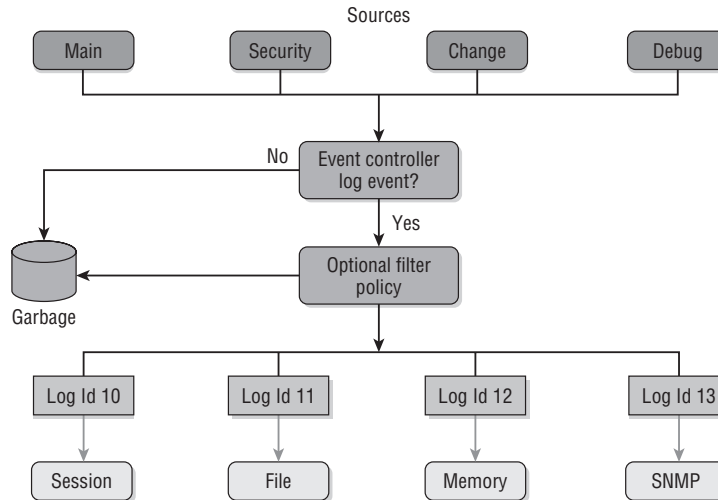 Sources
Main
Security
Change
Debug
No
Event controller
log event?
Yes
Optional filter
policy
Garbage
Log Id 10
Log Id 11
Log Id 12
Log Id 13
Session
File
Memory
SNMP